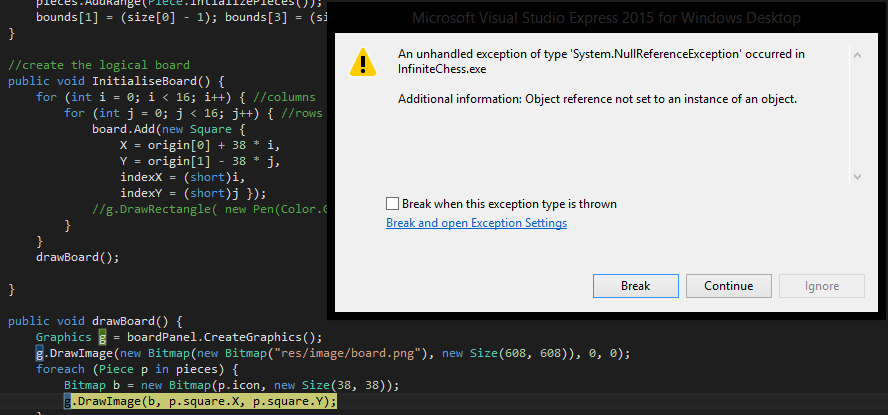 pieces.AddRange(Piece.IntializePieces());
bounds[1] = (size[0] - 1); bounds[3] = (si
}
//create the logical board
public void InitialiseBoard() {
for (int i = 0; i < 16; i++) { //columns
for (int j = 0; j < 16; j++) { //rows
board.Add(new Square {
X = origin[0] + 38 * i,
Y = origin[1] - 38 * j,
indexX = (short)i,
indexY = (short)j });
//g.DrawRectangle( new Pen(Color.
}
}
drawBoard();
}
public void drawBoard() {
Graphics g = boardPanel.CreateGraphics();
g.DrawImage(new Bitmap(new Bitmap("res/image/board.png"), new Size(608, 608)), 0, 0);
foreach (Piece p in pieces) {
Bitmap b = new Bitmap(p.icon, new Size(38, 38));
g.DrawImage(b, p.square.X, p.square.Y);
Microsoft Visual Studio Express 2015 for Windows Desktop
An unhandled exception of type 'System.NullReferenceException' occurred in
InfiniteChess.exe
Additional information: Object reference not set to an instance of an object.
Break when this exception type is thrown
Break and open Exception Settings
Break
Continue
Ignore